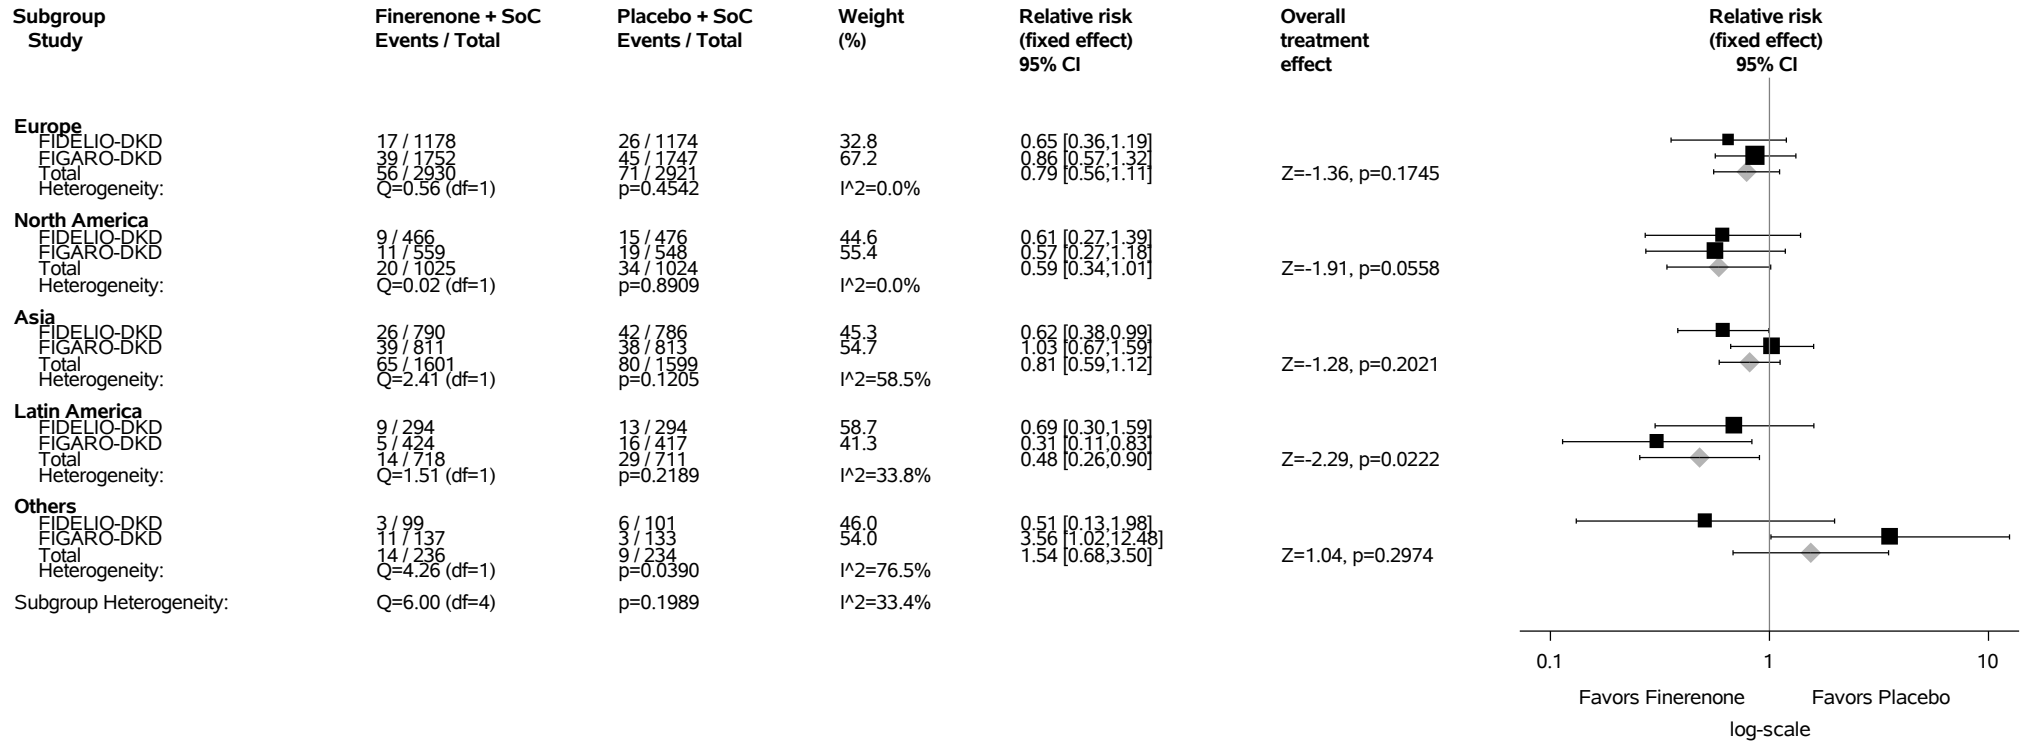 Subgroup Finerenone + SoC Placebo + SoC Weight Relative risk Overall Relative risk
Study Events / Total Events / Total (%) (fixed effect) treatment (fixed effect)
95% CI effect 95% CI
Europe
FIDELIO-DKD 17 / 1178 26 / 1174 32.8 0.65 [0.36,1.19]
FIGARO-DKD 39 / 1752 45 / 1747 67.2 0.86 [0.57,1.32]
Total 56 / 2930 71 / 2921 0.79 [0.56,1.11] Z=-1.36, p=0.1745
Heterogeneity: Q=0.56 (df=1) p=0.4542 I^2=0.0%
North America
FIDELIO-DKD 9 / 466 15 / 476 44.6 0.61 [0.27,1.39]
FIGARO-DKD 11 / 559 19 / 548 55.4 0.57 [0.27,1.18]
Total 20 / 1025 34 / 1024 0.59 [0.34,1.01] Z=-1.91, p=0.0558
Heterogeneity: Q=0.02 (df=1) p=0.8909 I^2=0.0%
Asia
FIDELIO-DKD 26 / 790 42 / 786 45.3 0.62 [0.38,0.99]
FIGARO-DKD 39 / 811 38 / 813 54.7 1.03 [0.67,1.59]
Total 65 / 1601 80 / 1599 0.81 [0.59,1.12] Z=-1.28, p=0.2021
Heterogeneity: Q=2.41 (df=1) p=0.1205 I^2=58.5%
Latin America
FIDELIO-DKD 9 / 294 13 / 294 58.7 0.69 [0.30,1.59]
FIGARO-DKD 5 / 424 16 / 417 41.3 0.31 [0.11,0.83]
Total 14 / 718 29 / 711 0.48 [0.26,0.90] Z=-2.29, p=0.0222
Heterogeneity: Q=1.51 (df=1) p=0.2189 I^2=33.8%
Others
FIDELIO-DKD 3 / 99 6 / 101 46.0 0.51 [0.13,1.98]
FIGARO-DKD 11 / 137 3 / 133 54.0 3.56 [1.02,12.48]
Total 14 / 236 9 / 234 1.54 [0.68,3.50] Z=1.04, p=0.2974
Heterogeneity: Q=4.26 (df=1) p=0.0390 I^2=76.5%
Subgroup Heterogeneity: Q=6.00 (df=4) p=0.1989 I^2=33.4%
0.1 1 10
Favors Finerenone Favors Placebo
log-scale